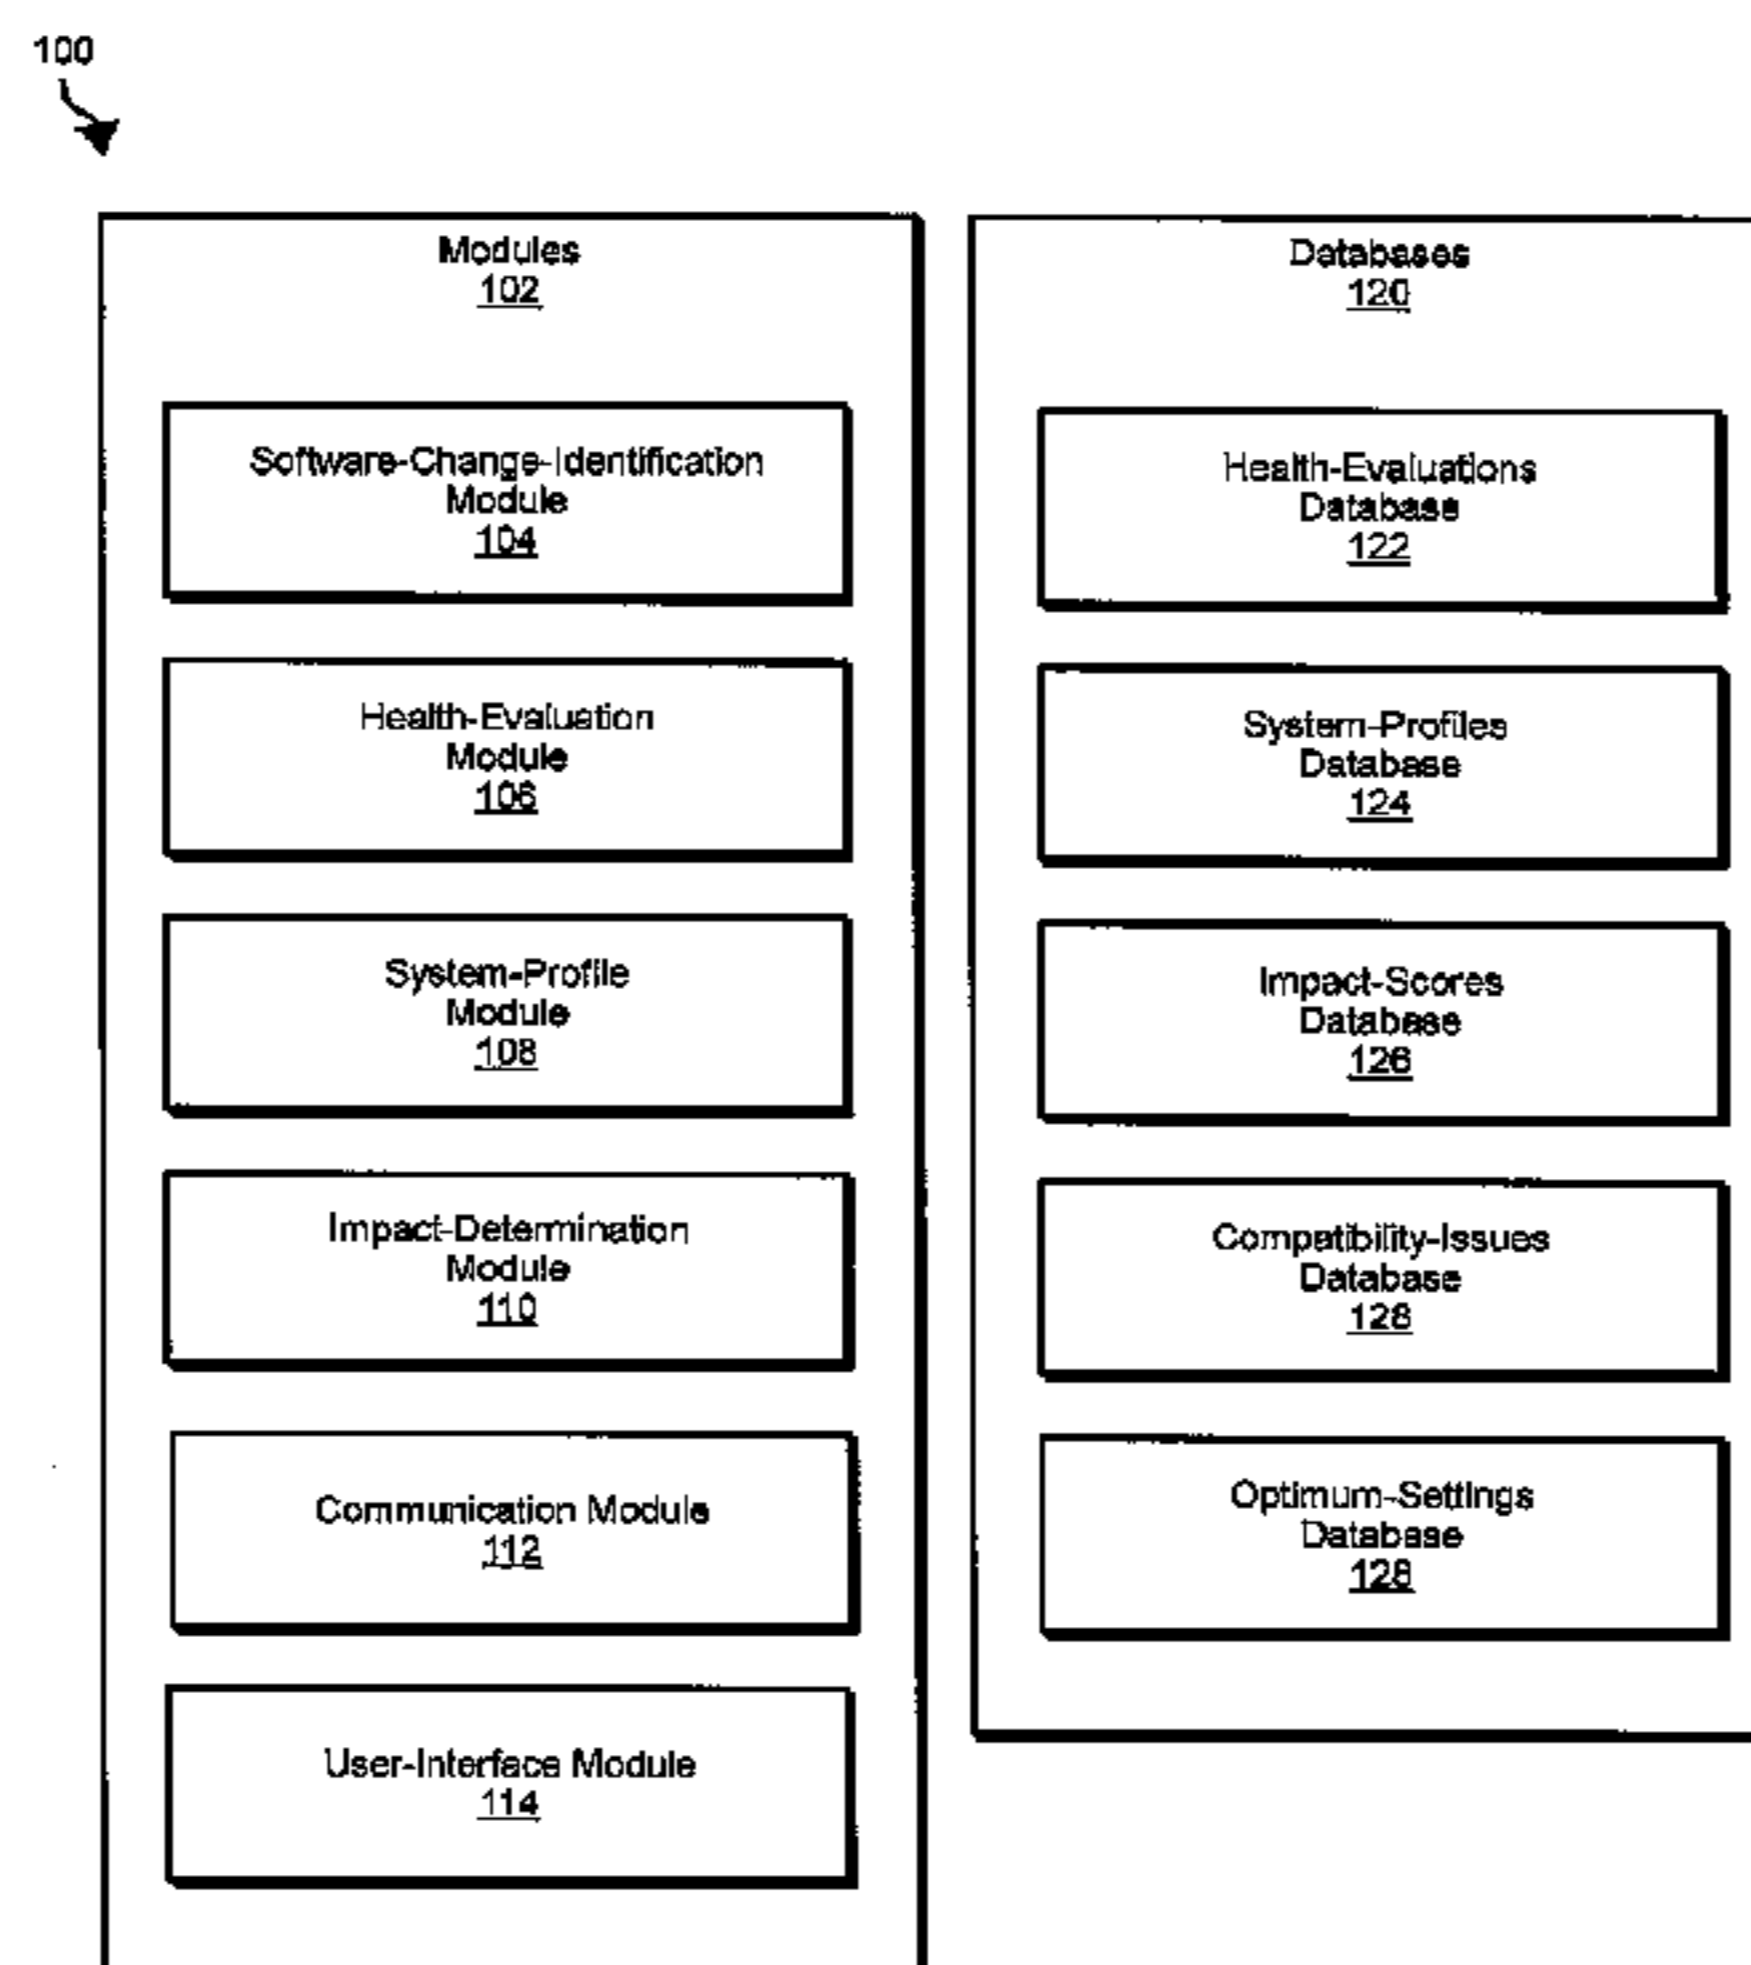 100
Modules
102
Software-Change-Identification
Module
104
Health-Evaluation
Module
106
System-Profile
Module
108
Impact-Determination
Module
110
Communication Module
112
User-Interface Module
114
Databases
120
Health-Evaluations
Database
122
System-Profiles
Database
124
Impact-Scores
Database
126
Compatibility-Issues
Database
128
Optimum-Settings
Database
128